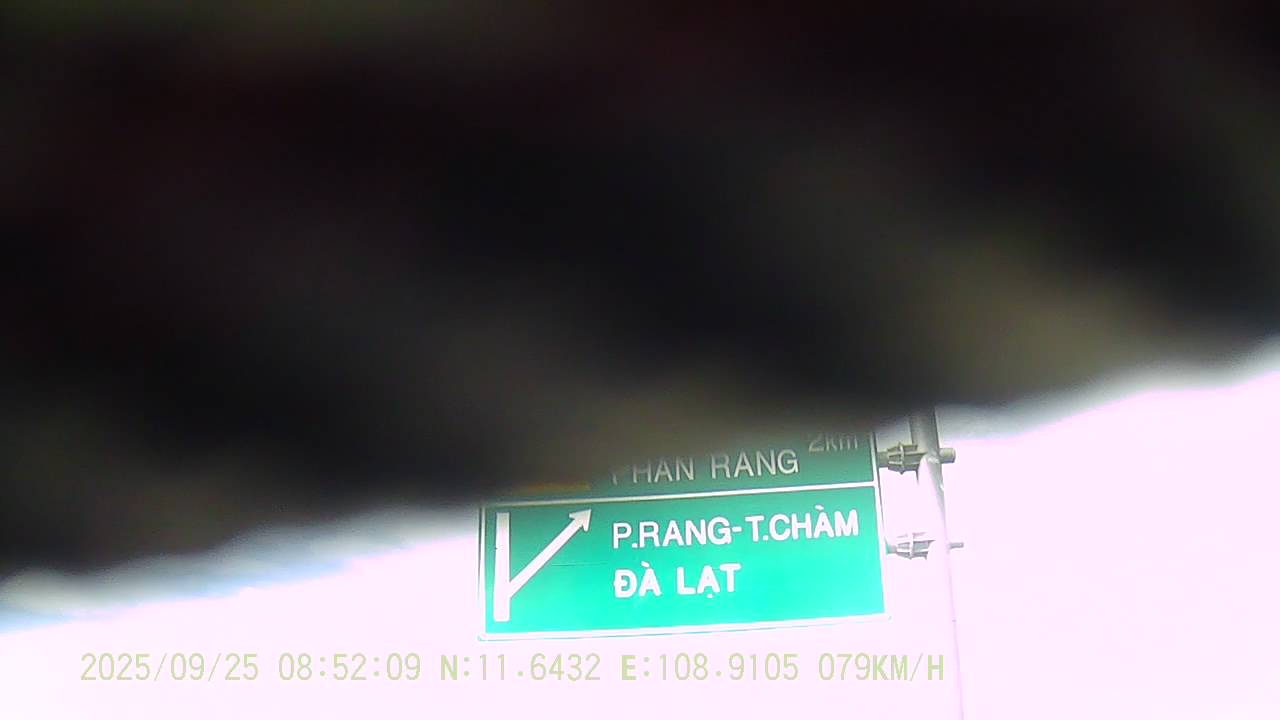 2km
PHAN RANG
P.RANG-T.CHÀM
ĐÀ LẠT
2025/09/25 08:52:09 N:11.6432 E:108.9105 079KM/H